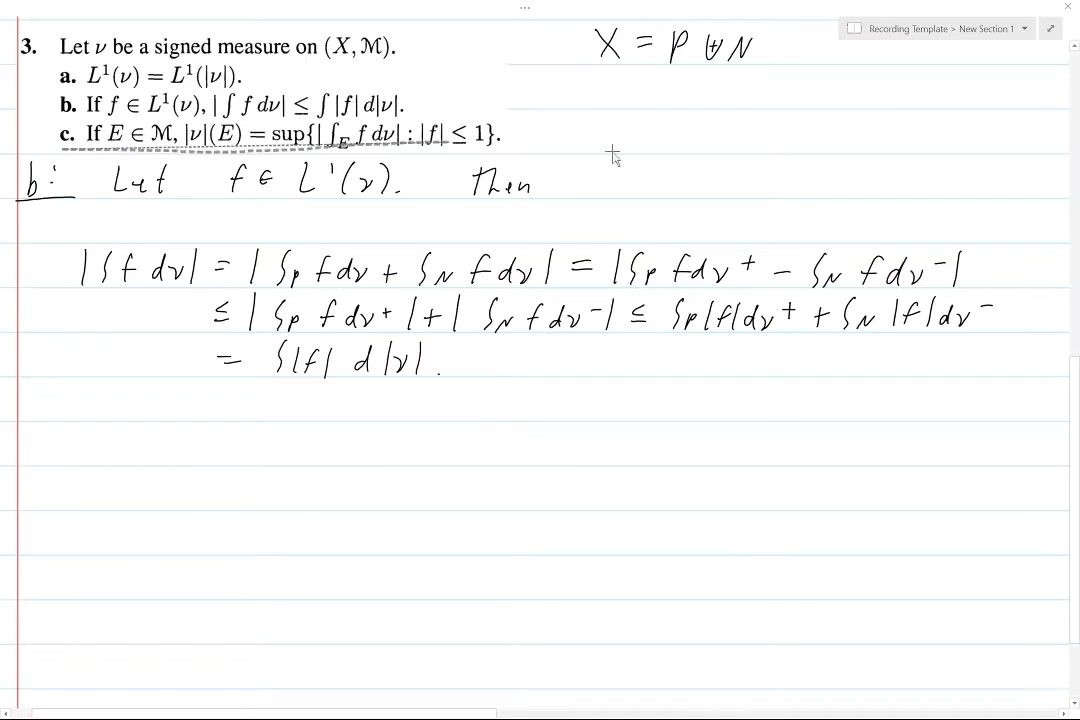 Recording Template > New Section 1
3. Let ν be a signed measure on (X, ℳ).
X = P ⊎ N
a. L¹(ν) = L¹(|ν|).
b. If f ∈ L¹(ν), |∫ f dν| ≤ ∫ |f| d|ν|.
c. If E ∈ ℳ, |ν|(E) = sup{|∫_E f dν| : |f| ≤ 1}.
b: Let f ∈ L¹(ν). Then
|∫ f dν| = |∫_P f dν + ∫_N f dν| = |∫_P f dν⁺ − ∫_N f dν⁻|
≤ |∫_P f dν⁺| + |∫_N f dν⁻| ≤ ∫_P |f| dν⁺ + ∫_N |f| dν⁻
= ∫ |f| d|ν|.